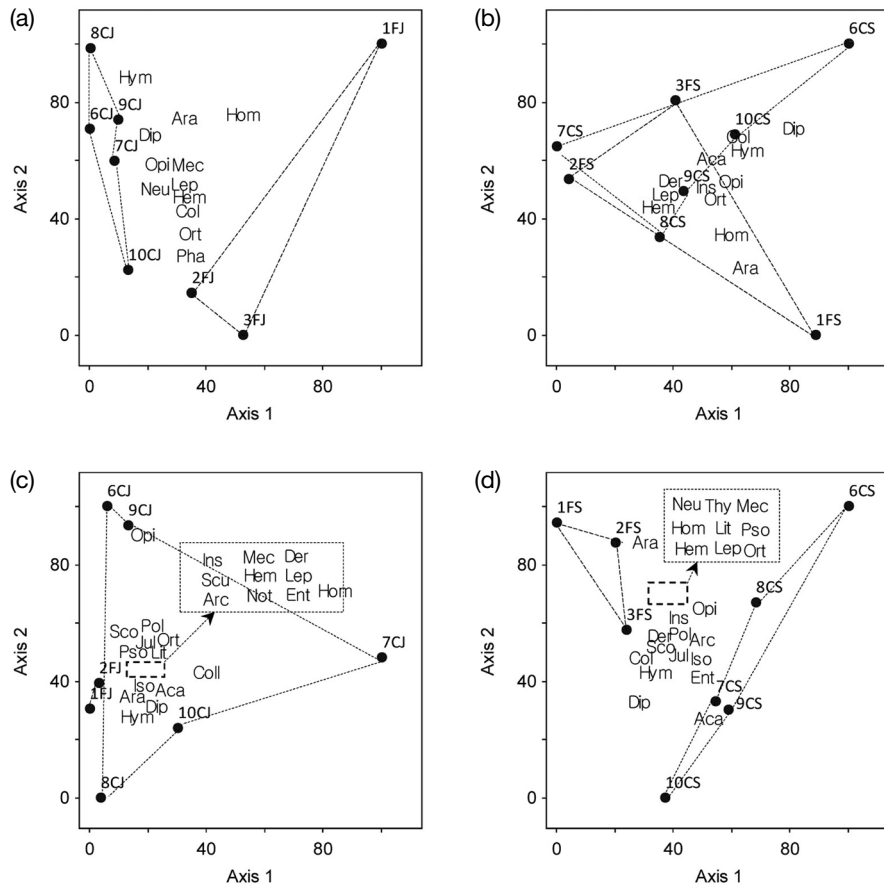 (a)
8CJ
1FJ
Hym
9CJ
Ara
Hom
6CJ
Dip
7CJ
Opi Mec
Lep
Neu
Hem
Col
Ort
Pha
10CJ
2FJ
3FJ
80
40
0
Axis 2
0
40
80
Axis 1
(b)
6CS
3FS
10CS
Dip
Col
7CS
Hym
Aca
2FS
9CS
Der
Ins
Opi
Lep
Ort
Hem
8CS
Hom
Ara
1FS
80
40
0
Axis 2
0
40
80
Axis 1
(c)
6CJ
9CJ
Opi
Ins
Mec
Der
Scu
Hem
Lep
Arc
Not
Ent
Hom
Sco
Pol
Jul
Ort
Pso
Lit
7CJ
2FJ
Coll
Iso
Aca
1FJ
Ara
Dip
Hym
10CJ
8CJ
80
40
0
Axis 2
0
40
80
Axis 1
(d)
Neu Thy Mec
Hom Lit Pso
Hem Lep Ort
6CS
1FS
2FS
Ara
8CS
3FS
Ins
Opi
Der
Pol
Arc
Sco
Col
Jul
Iso
Hym
Ent
Dip
7CS
9CS
Aca
10CS
80
40
0
Axis 2
0
40
80
Axis 1